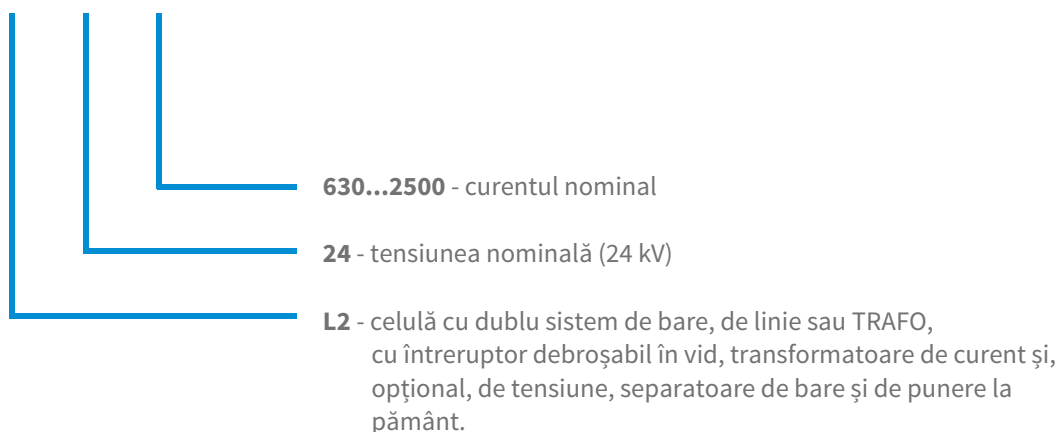 630...2500 - curentul nominal
24 - tensiunea nominală (24 kV)
L2 - celulă cu dublu sistem de bare, de linie sau TRAFO,
cu întreruptor debroșabil în vid, transformatoare de curent și,
opțional, de tensiune, separatoare de bare și de punere la
pământ.